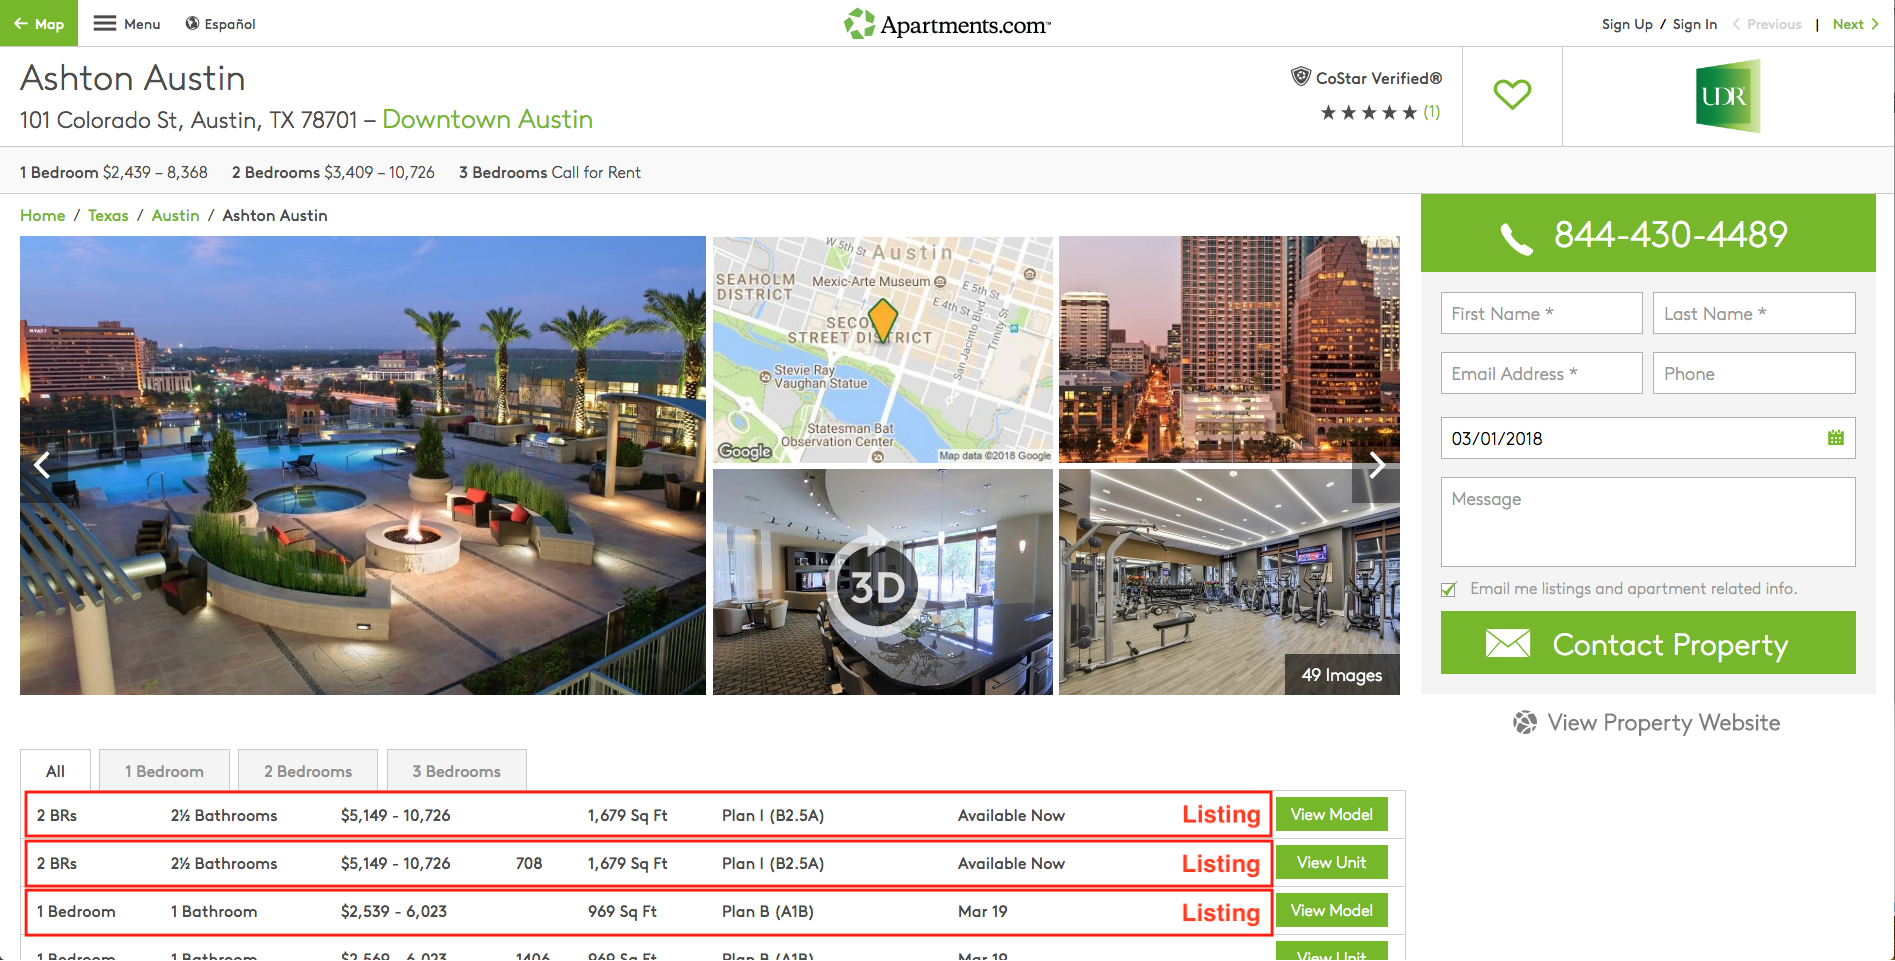 Map
Menu
Español
Apartments.com™
Sign Up / Sign In
Previous | Next
Ashton Austin
101 Colorado St, Austin, TX 78701 – Downtown Austin
CoStar Verified®
(1)
UDR
1 Bedroom $2,439 – 8,368 2 Bedrooms $3,409 – 10,726 3 Bedrooms Call for Rent
Home / Texas / Austin / Ashton Austin
HYATT
W 5th St
Austin
SEAHOLM
DISTRICT
Mexic-Arte Museum
E 5th St
E 4th St
SECO
STREET DISTRICT
San Jacinto Blvd
Trinity St
Stevie Ray
Vaughan Statue
Statesman Bat
Observation Center
Google
Map data ©2018 Google
3D
49 Images
844-430-4489
First Name *
Last Name *
Email Address *
Phone
03/01/2018
Message
Email me listings and apartment related info.
Contact Property
View Property Website
All
1 Bedroom
2 Bedrooms
3 Bedrooms
2 BRs 2½ Bathrooms $5,149 - 10,726 1,679 Sq Ft Plan I (B2.5A) Available Now Listing View Model
2 BRs 2½ Bathrooms $5,149 - 10,726 708 1,679 Sq Ft Plan I (B2.5A) Available Now Listing View Unit
1 Bedroom 1 Bathroom $2,539 - 6,023 969 Sq Ft Plan B (A1B) Mar 19 Listing View Model
1 Bedroom 1 Bathroom $2,569 - 6,023 1406 969 Sq Ft Plan B (A1B) Mar 19 View Unit